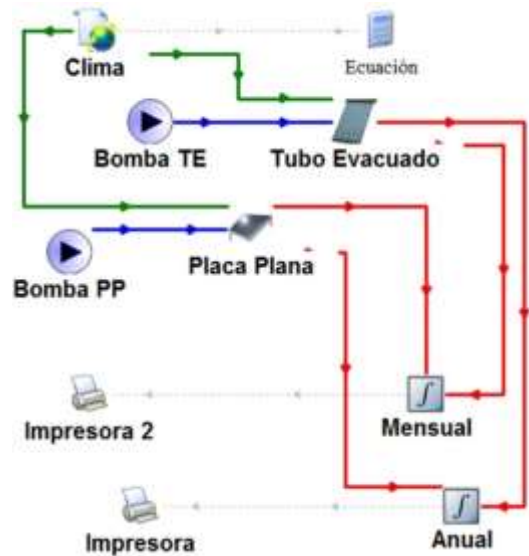 Clima
Ecuación
Bomba TE
Tubo Evacuado
Placa Plana
Bomba PP
Impresora 2
Mensual
Impresora
Anual